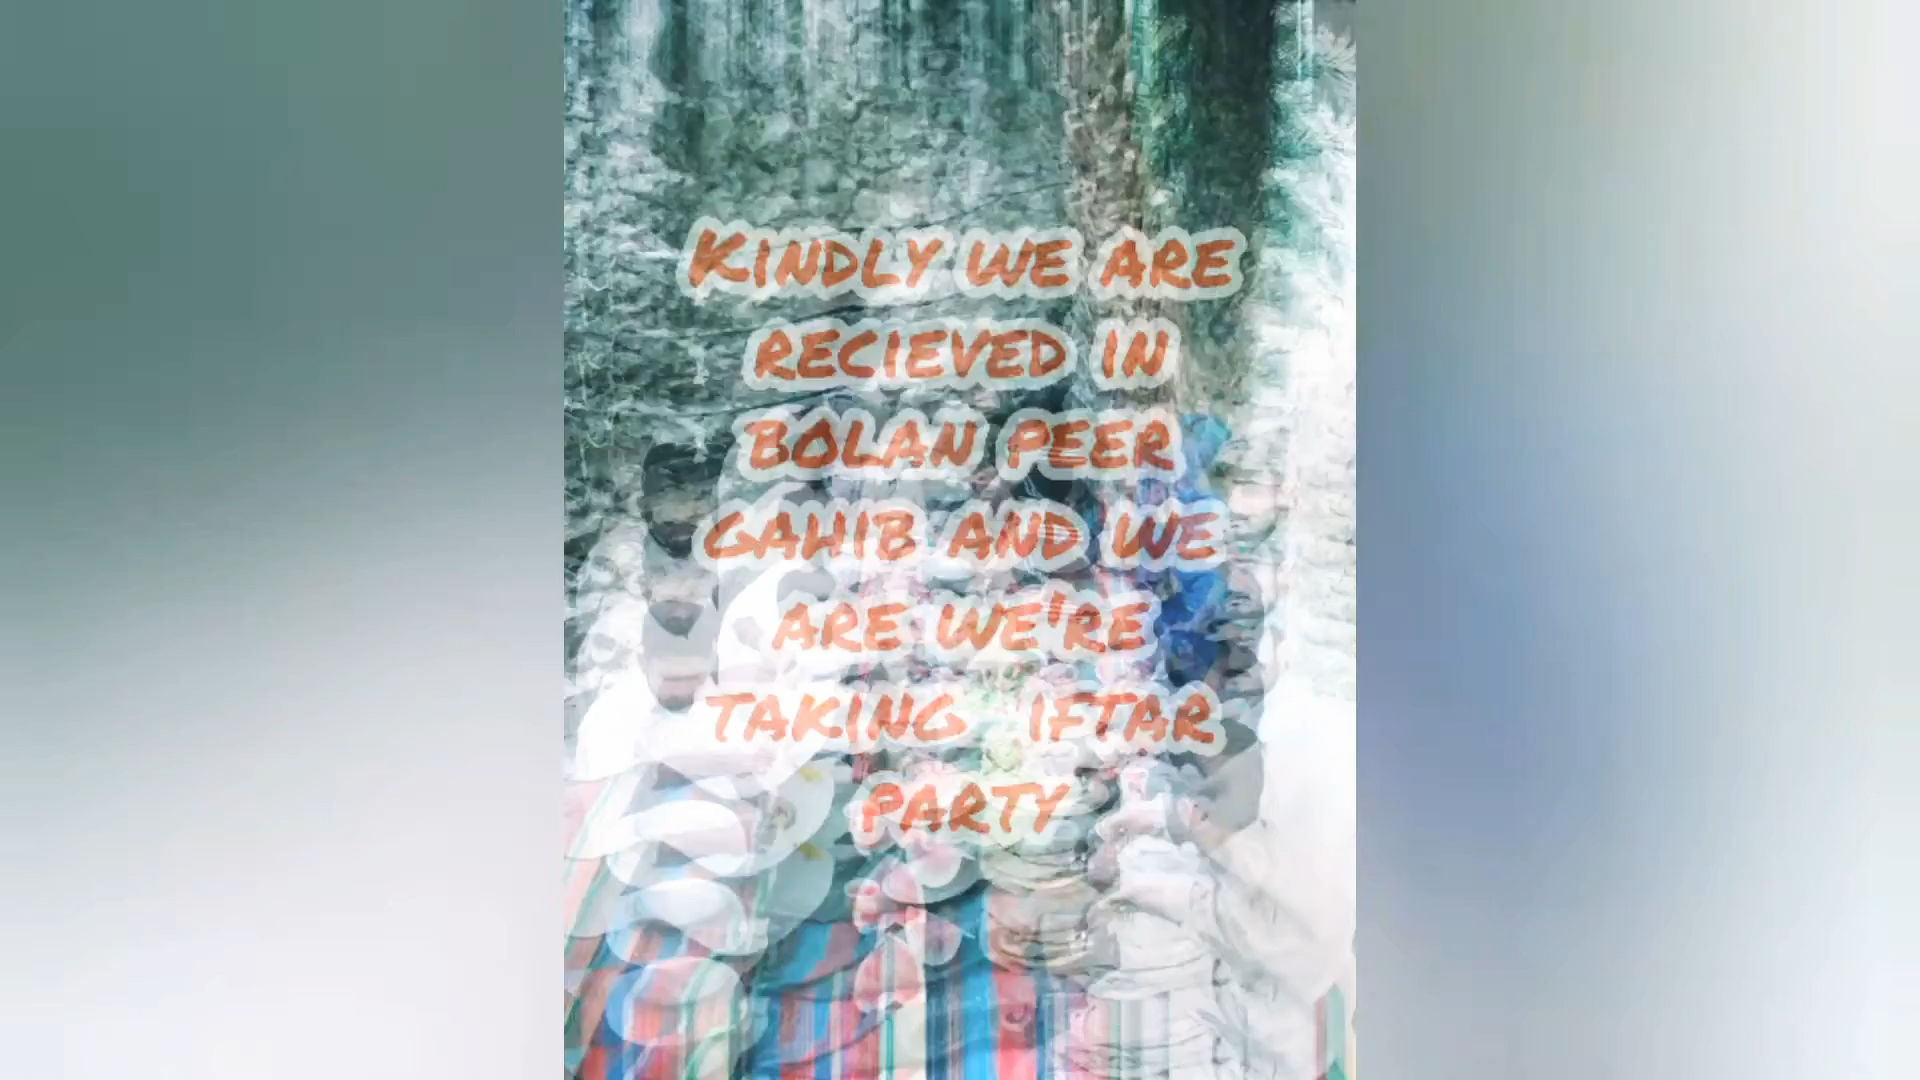 Kindly we are
recieved in
bolan peer
gahib and we
are we're
taking  iftar
party